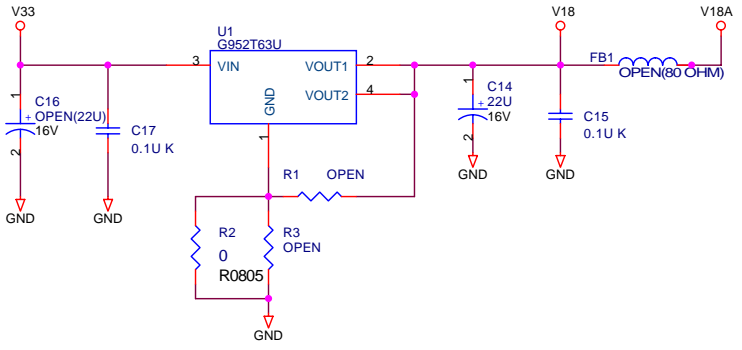 V33
V18
V18A
U1
G952T63U
3
VIN
VOUT1
2
VOUT2
4
GND
1
FB1
OPEN(80 OHM)
1
C16
+ OPEN(22U)
16V
2
GND
C17
0.1U K
GND
1
C14
+ 22U
16V
2
GND
C15
0.1U K
GND
R1
OPEN
R2
0
R0805
R3
OPEN
GND